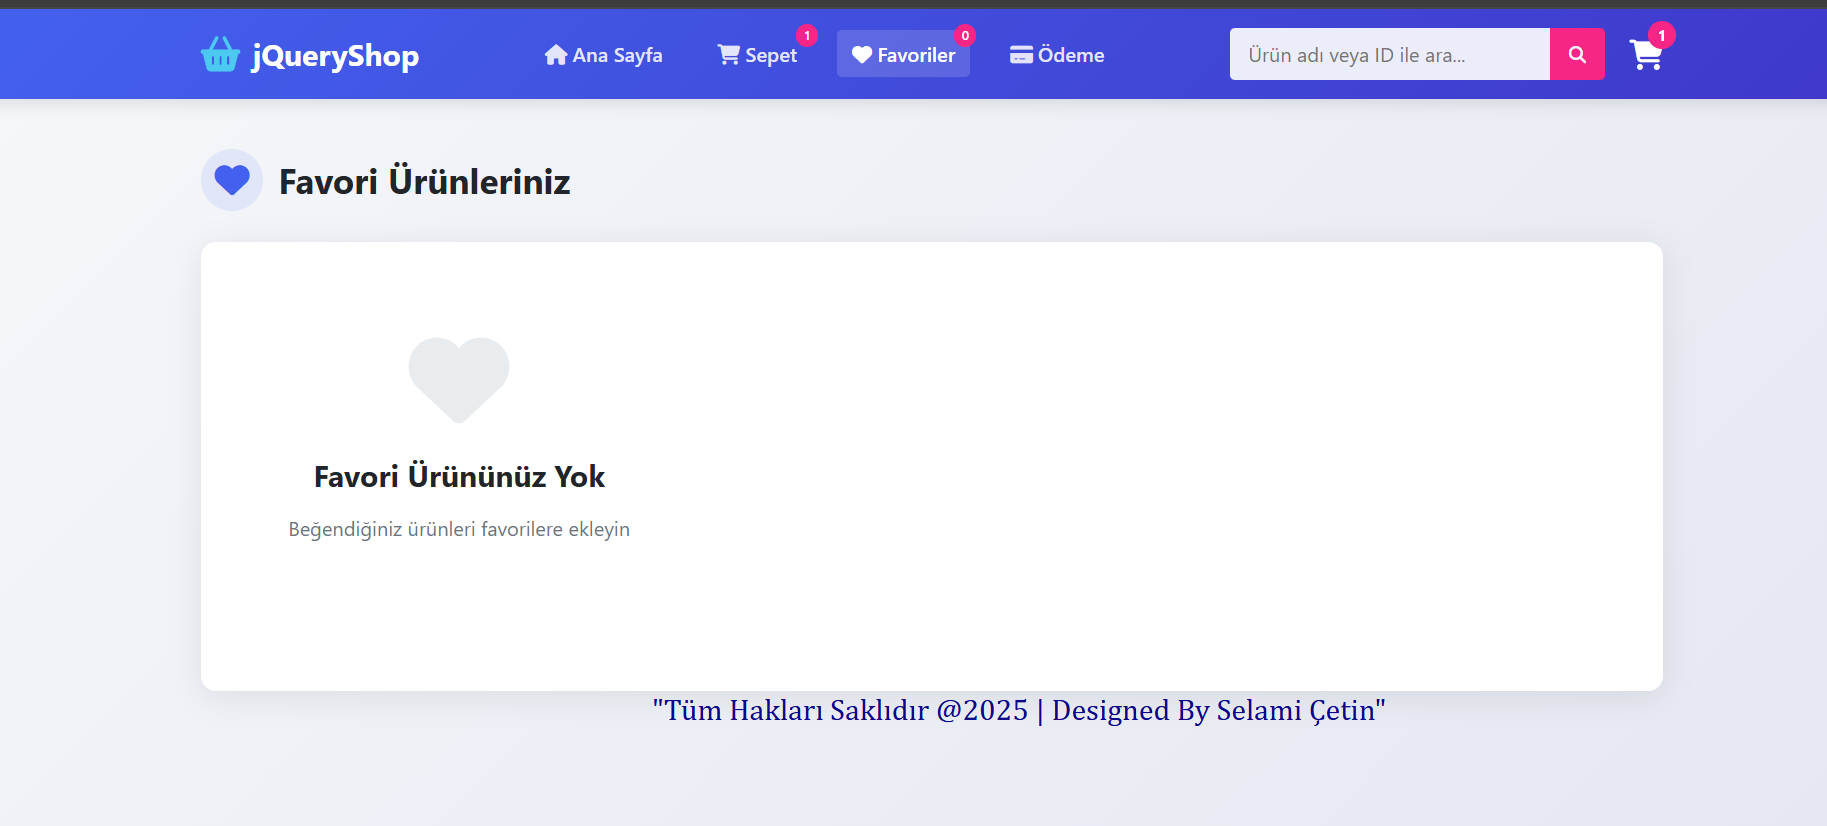 jQueryShop
Ana Sayfa
Sepet 1
Favoriler 0
Ödeme
Ürün adı veya ID ile ara...
1
Favori Ürünleriniz
Favori Ürününüz Yok
Beğendiğiniz ürünleri favorilere ekleyin
"Tüm Hakları Saklıdır @2025 | Designed By Selami Çetin"